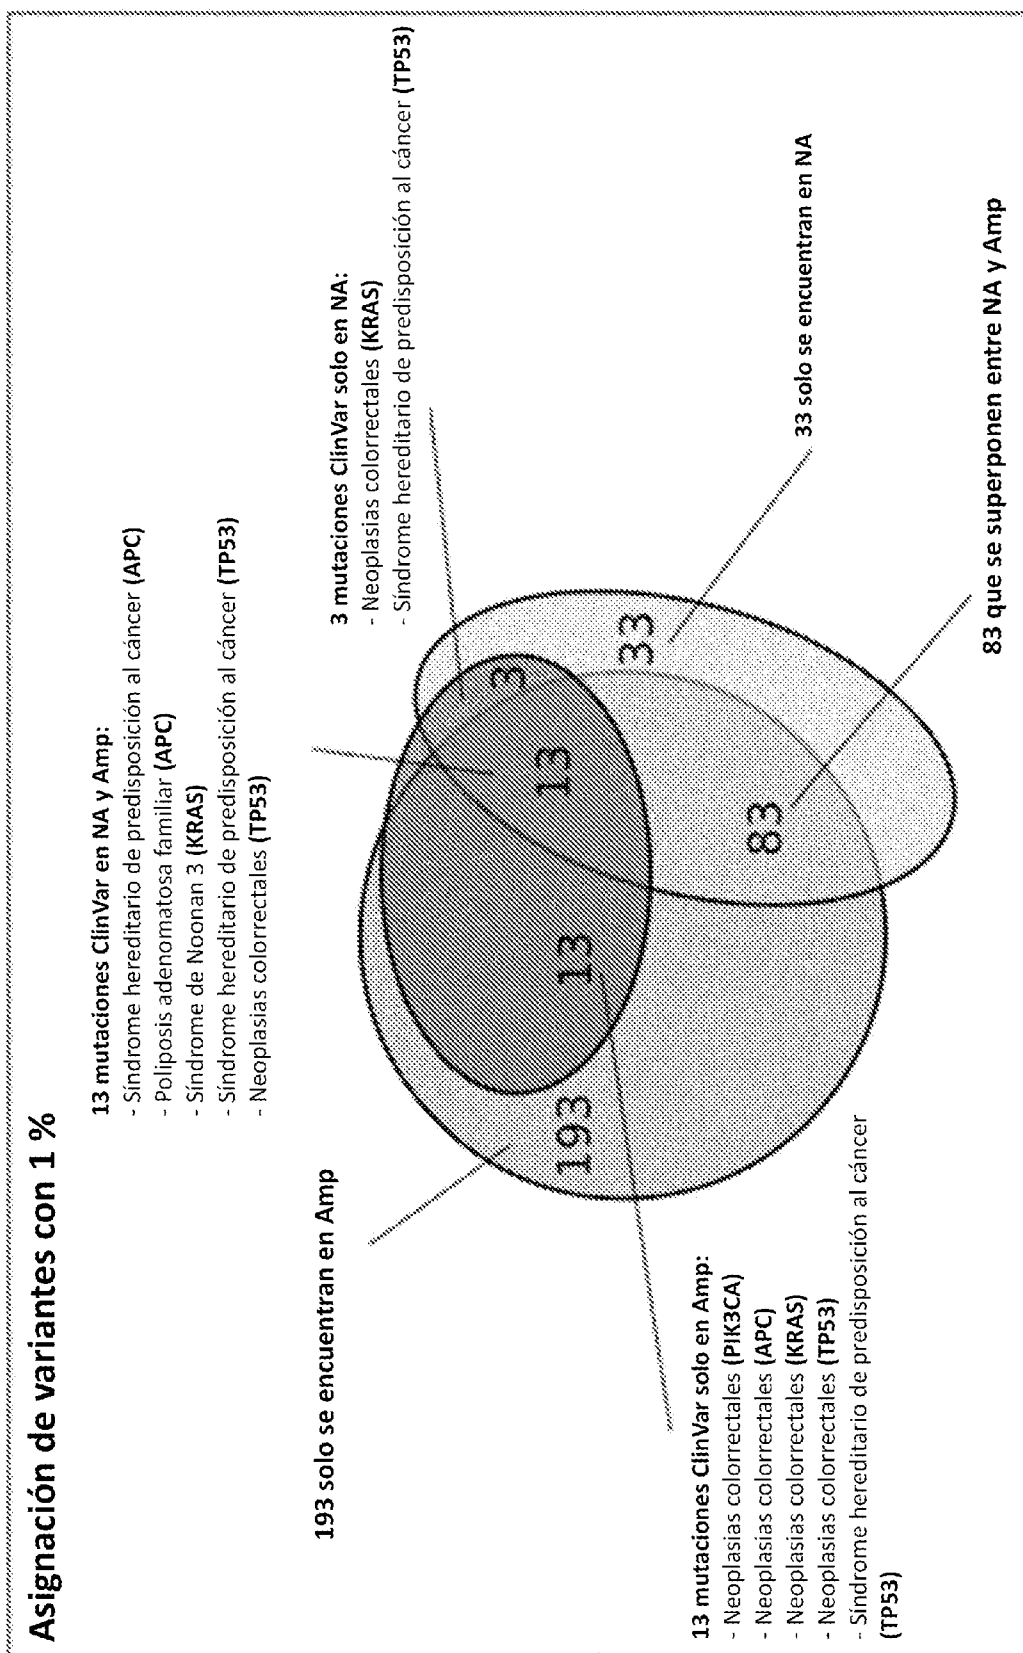 Asignación de variantes con 1 %
13 mutaciones ClinVar en NA y Amp:
- Síndrome hereditario de predisposición al cáncer (APC)
- Poliposis adenomatosa familiar (APC)
- Síndrome de Noonan 3 (KRAS)
- Síndrome hereditario de predisposición al cáncer (TP53)
- Neoplasias colorrectales (TP53)
193 solo se encuentran en Amp
3 mutaciones ClinVar solo en NA:
- Neoplasias colorrectales (KRAS)
- Síndrome hereditario de predisposición al cáncer (TP53)
3
193
13
13
33
83
13 mutaciones ClinVar solo en Amp:
- Neoplasias colorrectales (PIK3CA)
- Neoplasias colorrectales (APC)
- Neoplasias colorrectales (KRAS)
- Neoplasias colorrectales (TP53)
- Síndrome hereditario de predisposición al cáncer
(TP53)
33 solo se encuentran en NA
83 que se superponen entre NA y Amp